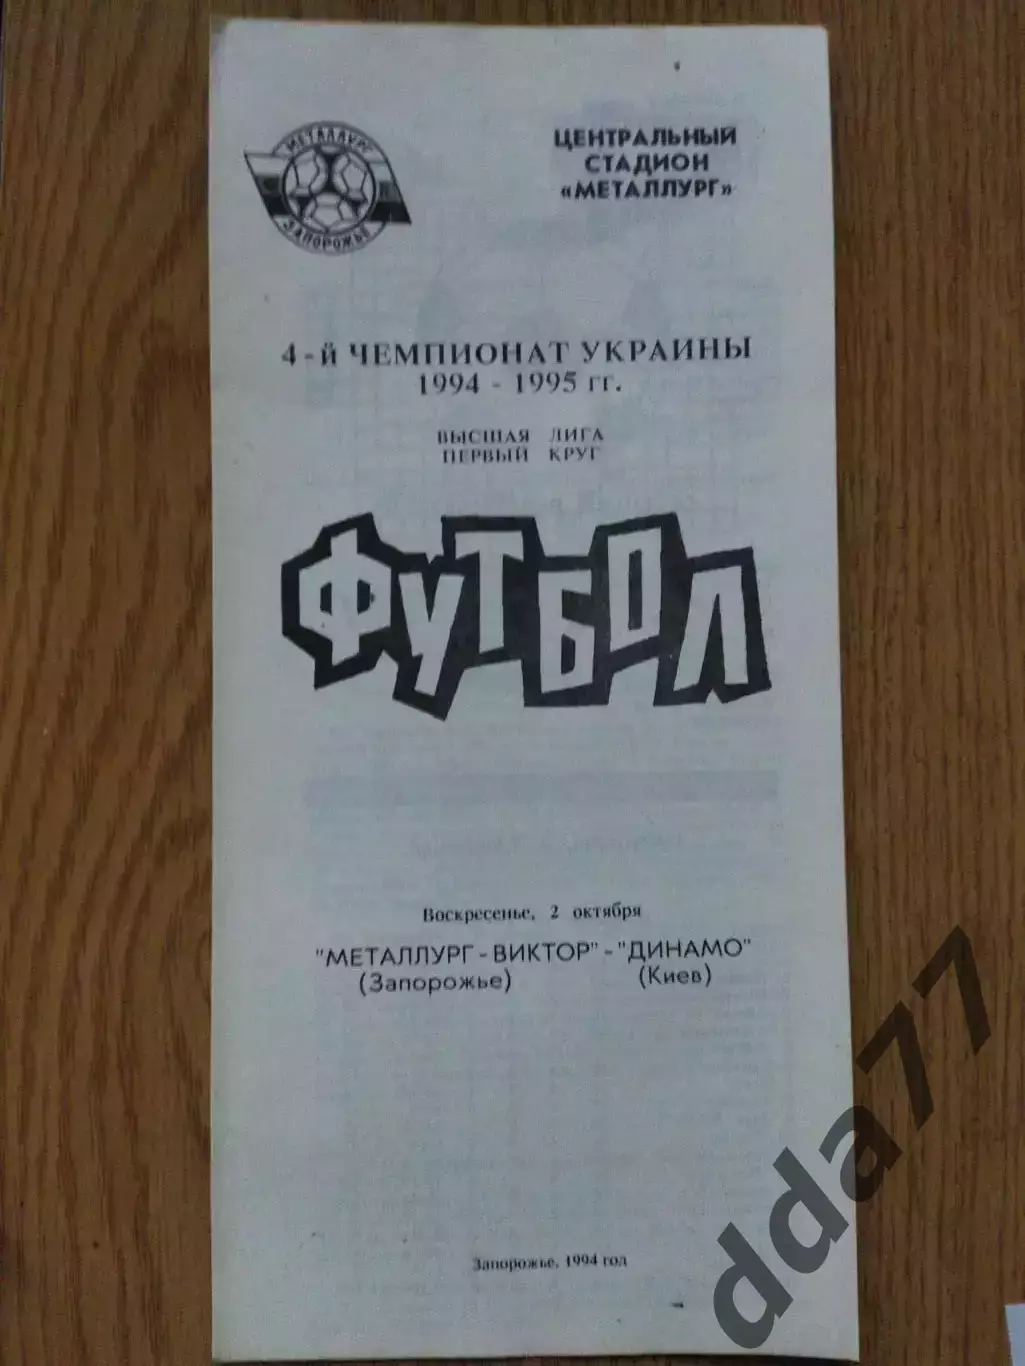 МЕТАЛЛУРГ
ЗАПОРОЖЬЕ
ЦЕНТРАЛЬНЫЙ
СТАДИОН
«МЕТАЛЛУРГ»
4-й ЧЕМПИОНАТ УКРАИНЫ
1994 - 1995 гг.
ВЫСШАЯ ЛИГА
ПЕРВЫЙ КРУГ
ФУТБОЛ
Воскресенье, 2 октября
"МЕТАЛЛУРГ - ВИКТОР" - "ДИНАМО"
(Запорожье) (Киев)
Запорожье, 1994 год
dda77